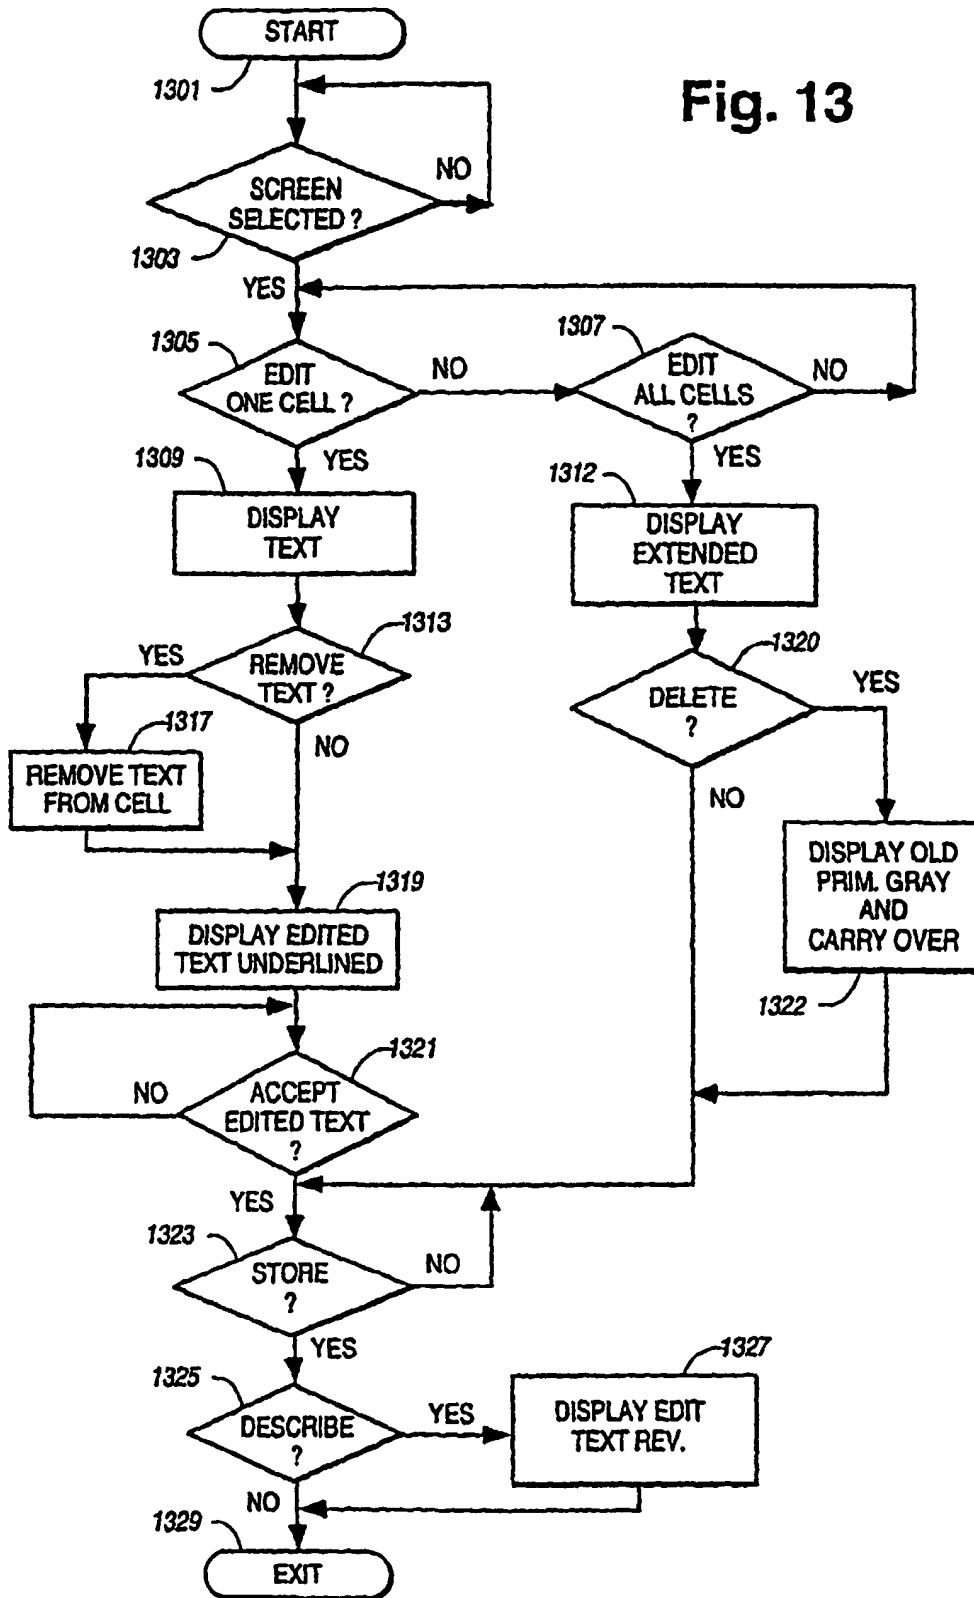 START
1301
Fig. 13
NO
SCREEN
SELECTED ?
1303
YES
1305
1307
EDIT
ONE CELL ?
NO
EDIT
ALL CELLS
?
NO
YES
YES
1309
1312
DISPLAY
TEXT
DISPLAY
EXTENDED
TEXT
1313
1320
YES
REMOVE
TEXT ?
DELETE
?
YES
NO
NO
1317
REMOVE TEXT
FROM CELL
DISPLAY OLD
PRIM. GRAY
AND
CARRY OVER
1322
1319
DISPLAY EDITED
TEXT UNDERLINED
1321
NO
ACCEPT
EDITED TEXT
?
YES
1323
STORE
?
NO
YES
1325
1327
DESCRIBE
?
YES
DISPLAY EDIT
TEXT REV.
NO
1329
EXIT